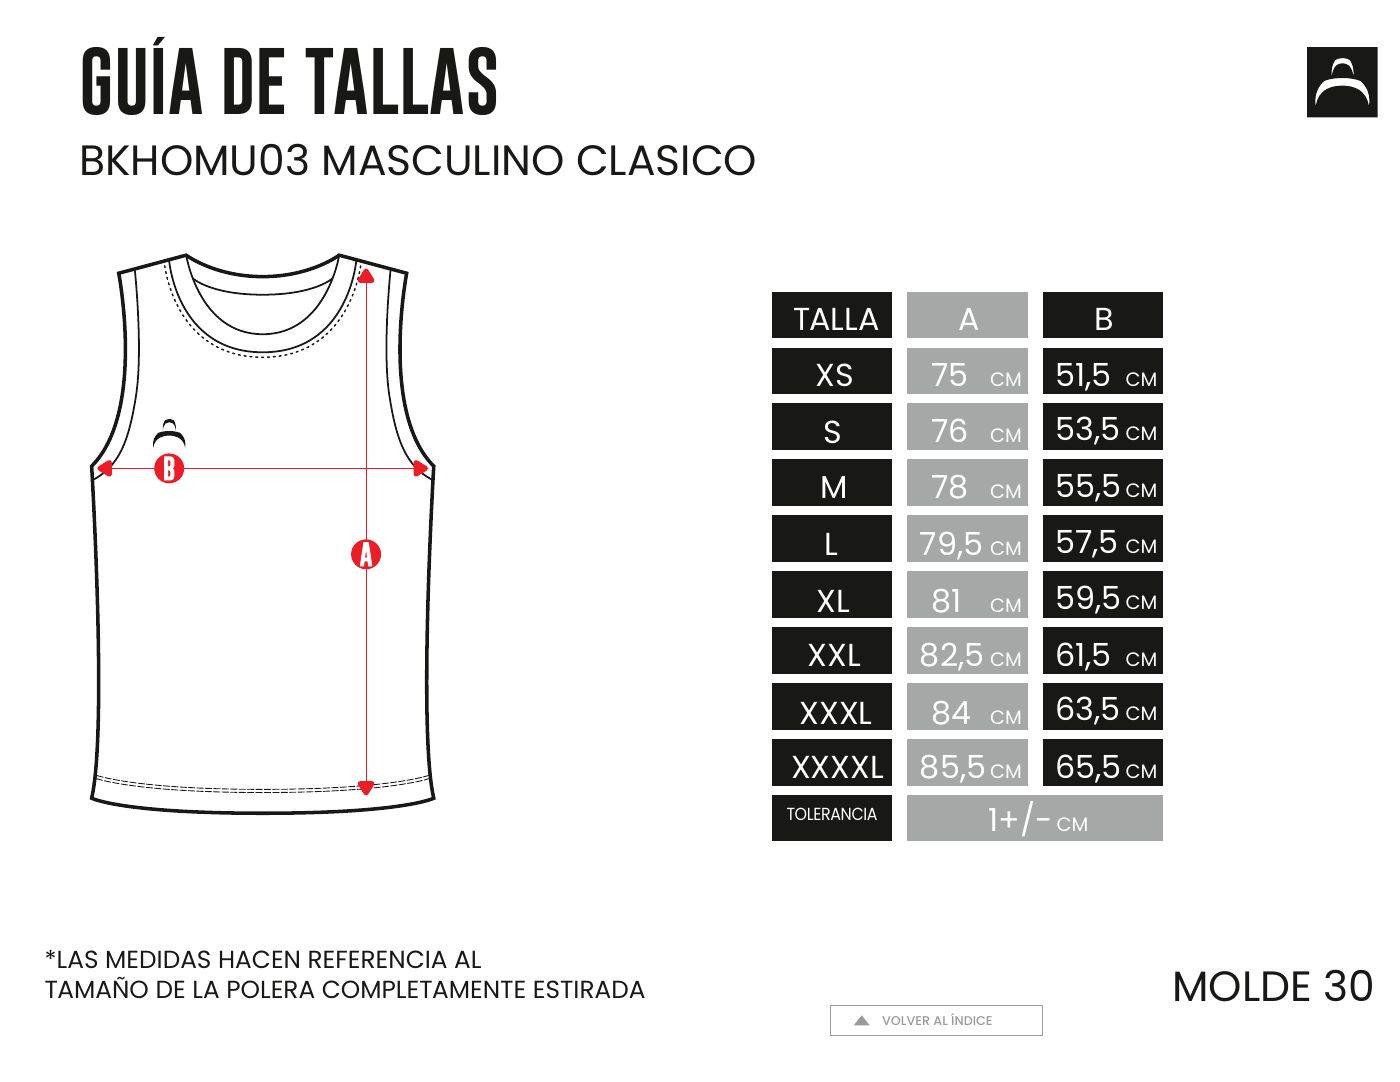 GUÍA DE TALLAS
BKHOMU03 MASCULINO CLASICO
B
A
TALLA A B
XS 75 CM 51,5 CM
S 76 CM 53,5 CM
M 78 CM 55,5 CM
L 79,5 CM 57,5 CM
XL 81 CM 59,5 CM
XXL 82,5 CM 61,5 CM
XXXL 84 CM 63,5 CM
XXXXL 85,5 CM 65,5 CM
TOLERANCIA 1+/- CM
*LAS MEDIDAS HACEN REFERENCIA AL
TAMAÑO DE LA POLERA COMPLETAMENTE ESTIRADA
MOLDE 30
VOLVER AL ÍNDICE